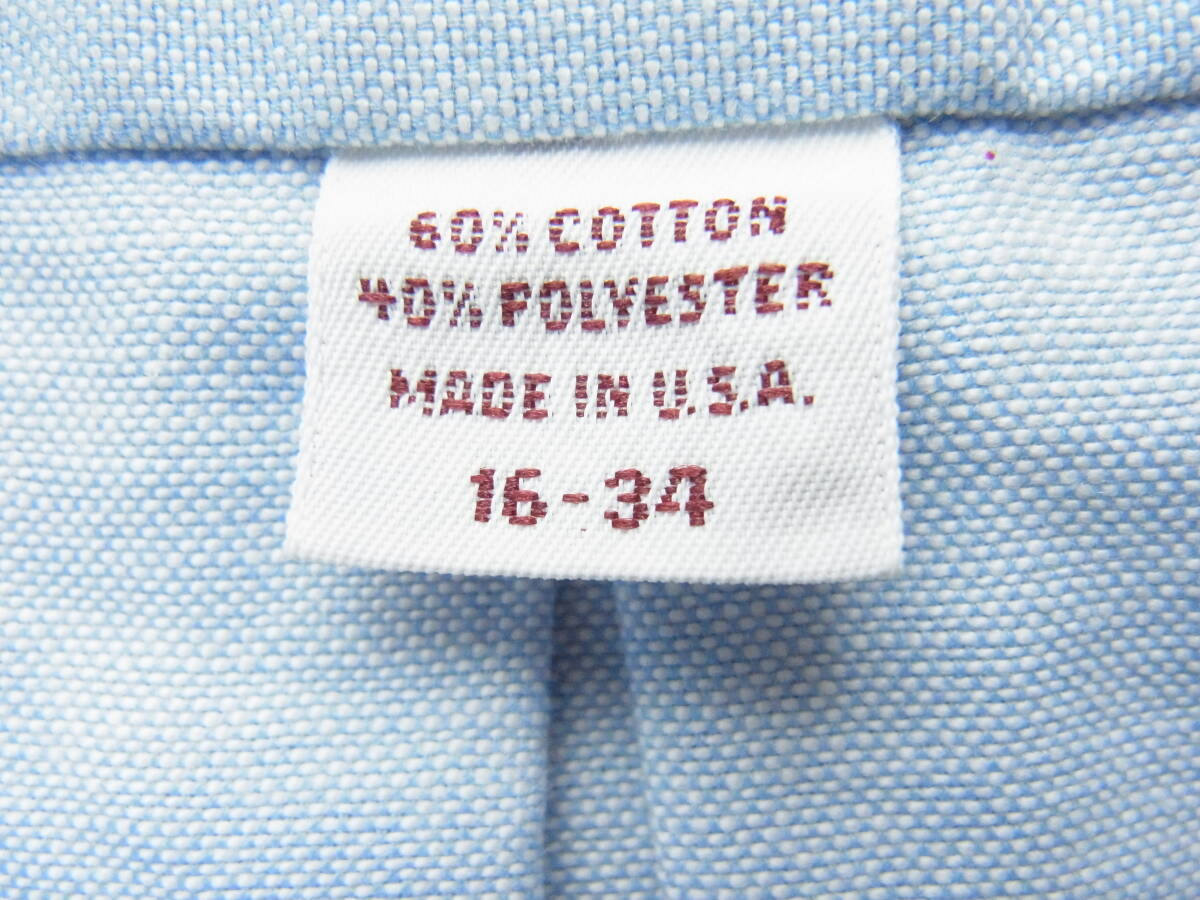 60% COTTON
40% POLYESTER
MADE IN U.S.A.
16-34